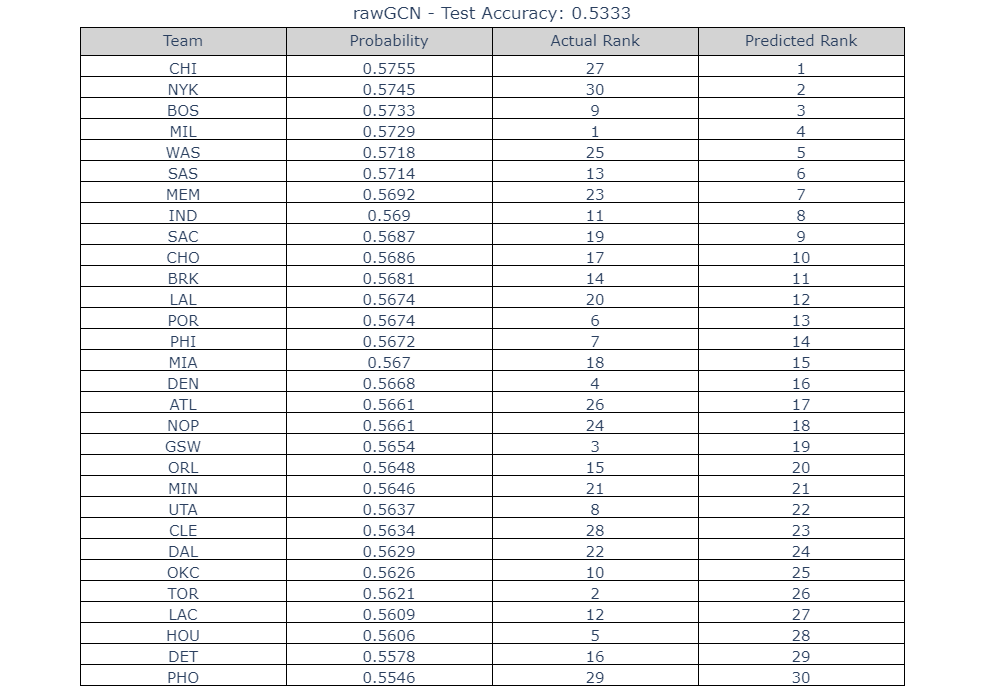 rawGCN - Test Accuracy: 0.5333
Team Probability Actual Rank Predicted Rank
CHI 0.5755 27 1
NYK 0.5745 30 2
BOS 0.5733 9 3
MIL 0.5729 1 4
WAS 0.5718 25 5
SAS 0.5714 13 6
MEM 0.5692 23 7
IND 0.569 11 8
SAC 0.5687 19 9
CHO 0.5686 17 10
BRK 0.5681 14 11
LAL 0.5674 20 12
POR 0.5674 6 13
PHI 0.5672 7 14
MIA 0.567 18 15
DEN 0.5668 4 16
ATL 0.5661 26 17
NOP 0.5661 24 18
GSW 0.5654 3 19
ORL 0.5648 15 20
MIN 0.5646 21 21
UTA 0.5637 8 22
CLE 0.5634 28 23
DAL 0.5629 22 24
OKC 0.5626 10 25
TOR 0.5621 2 26
LAC 0.5609 12 27
HOU 0.5606 5 28
DET 0.5578 16 29
PHO 0.5546 29 30